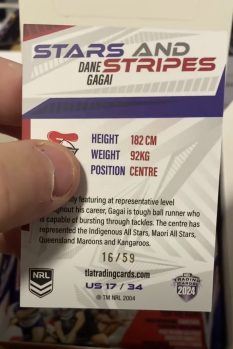 STARS AND
STRIPES
DANE
GAGAI
HEIGHT 182 CM
WEIGHT 92KG
POSITION CENTRE
featuring at representative level
his career, Gagai is tough ball runner who
is capable of bursting through tackles. The centre has
represented the Indigenous All Stars, Maori All Stars,
Queensland Maroons and Kangaroos.
16/59
tlatradingcards.com
US 17 / 34
© TM NRL 2004
NRL
TRADING
CARDS
2024